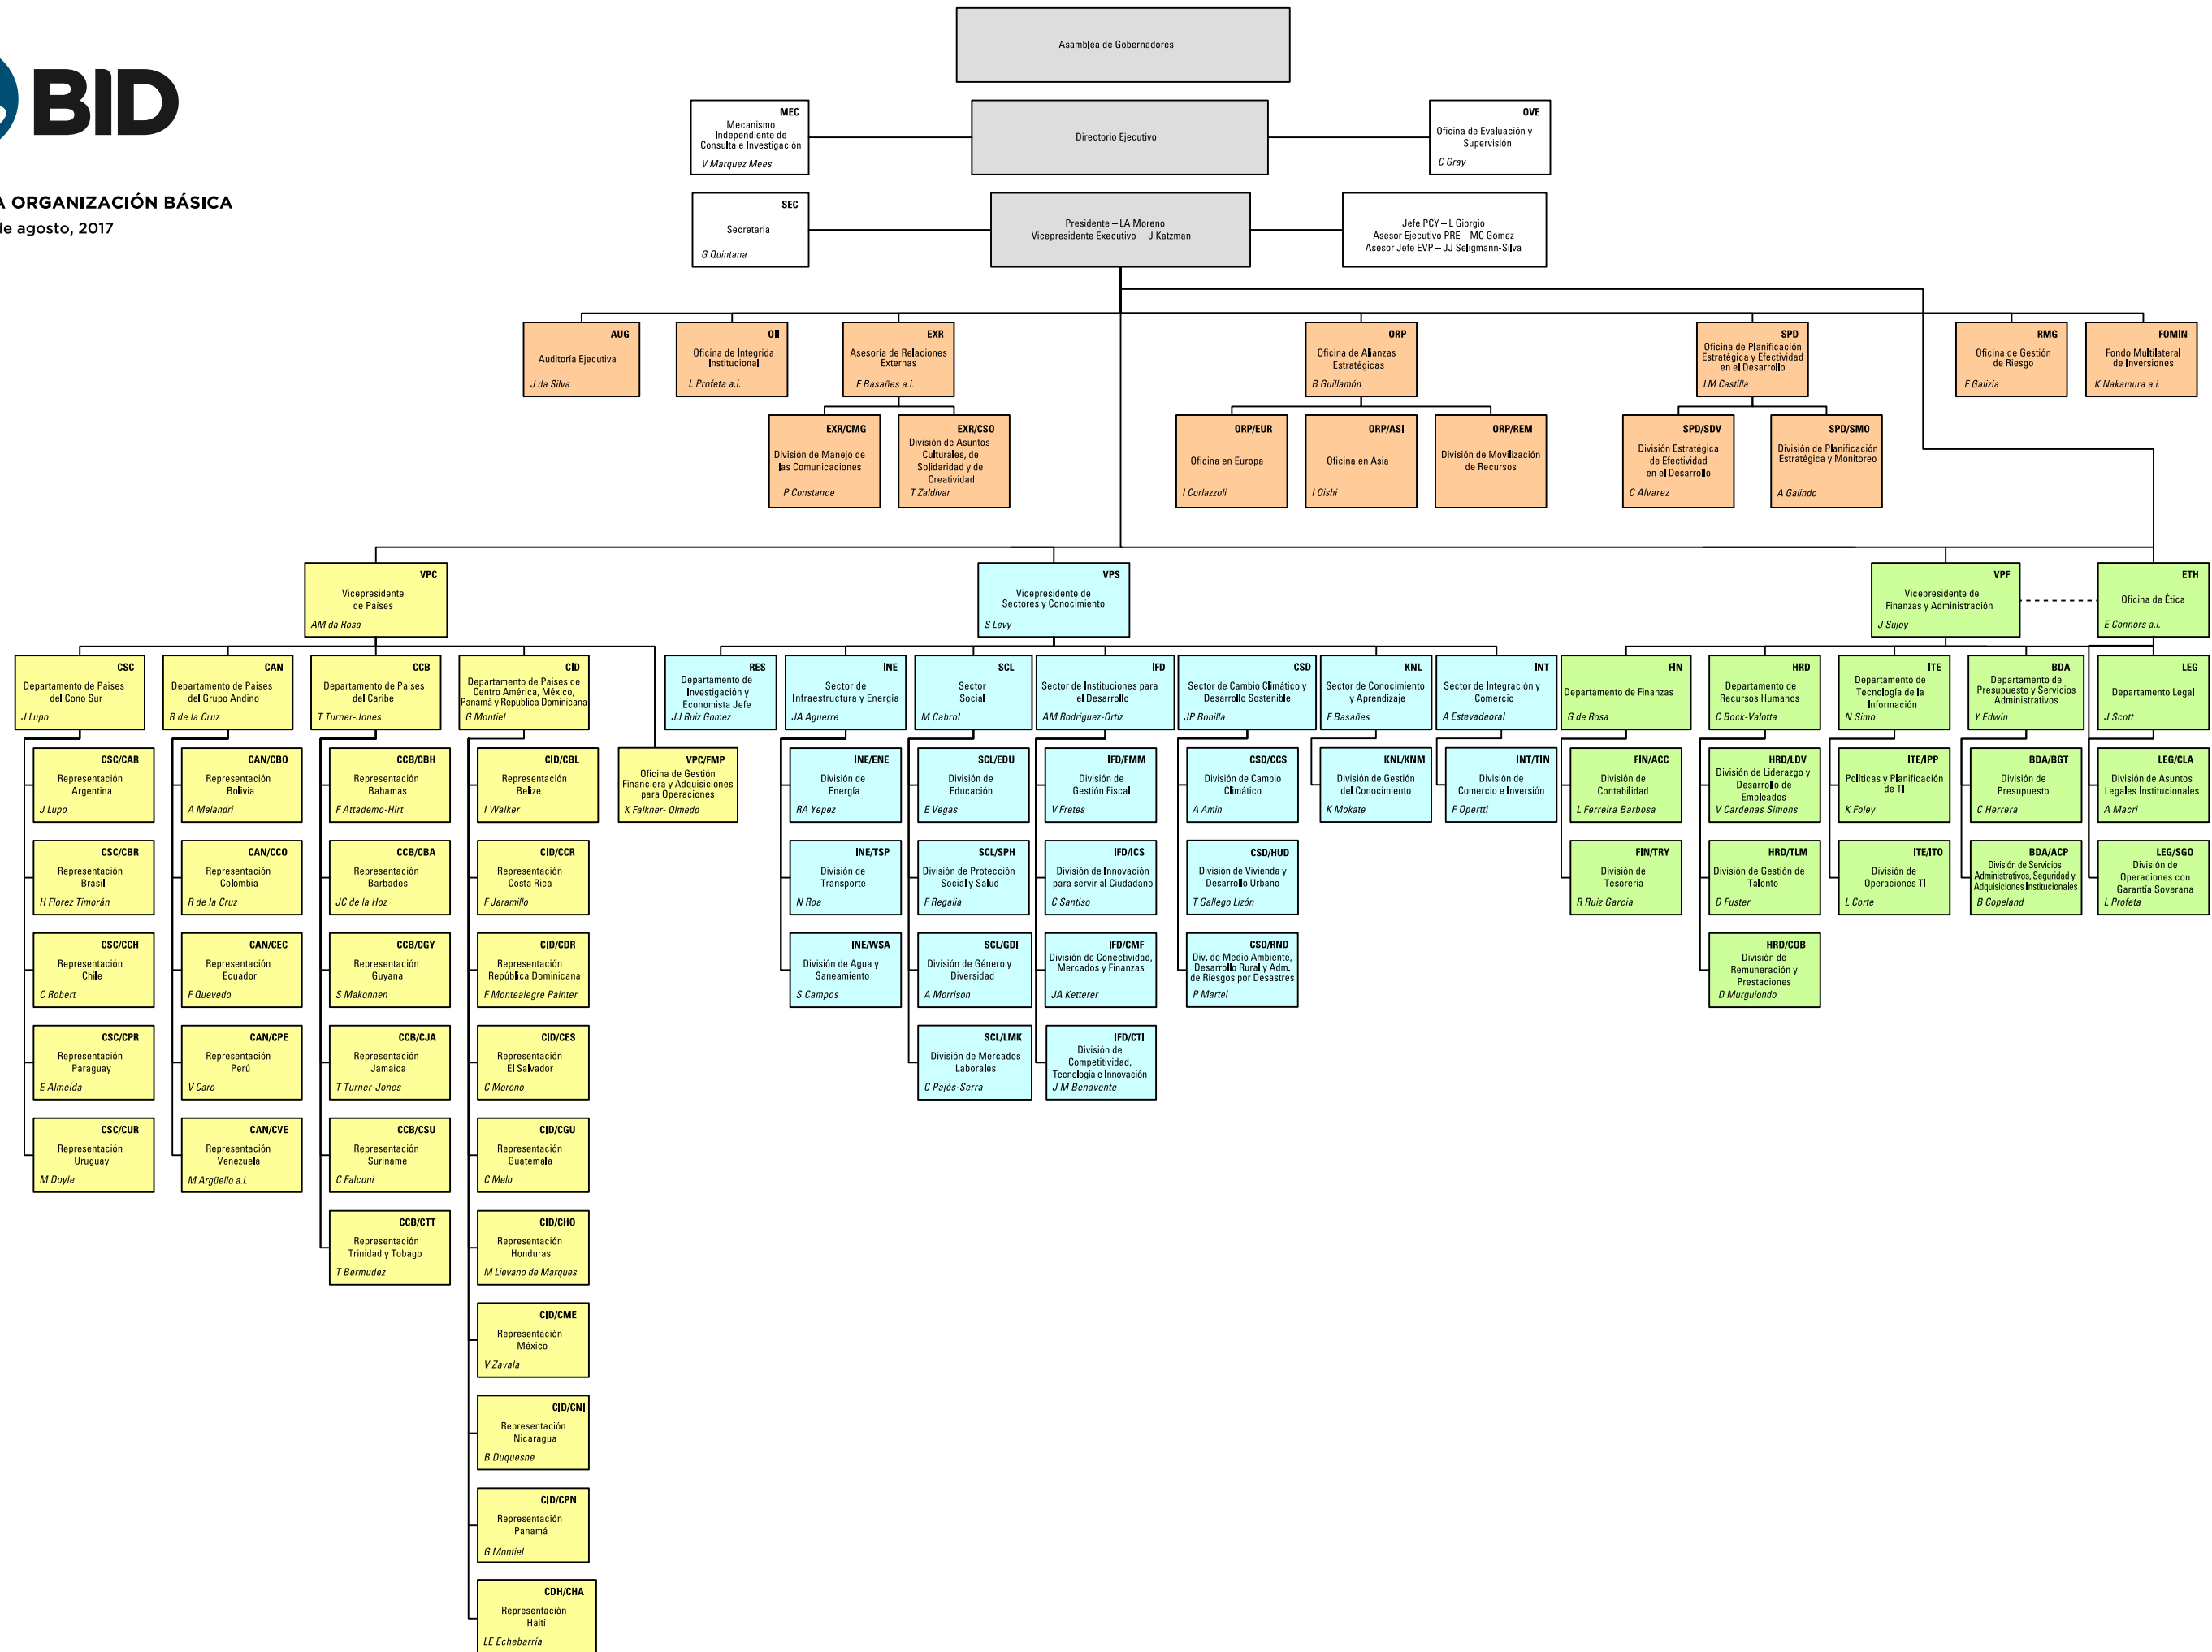 BID
A ORGANIZACIÓN BÁSICA
de agosto, 2017
Asamblea de Gobernadores
MEC
Mecanismo
Independiente de
Consulta e Investigación
V Marquez Mees
Directorio Ejecutivo
OVE
Oficina de Evaluación y
Supervisión
C Gray
SEC
Secretaría
G Quintana
Presidente – LA Moreno
Vicepresidente Executivo – J Katzman
Jefe PCY – L Giorgio
Asesor Ejecutivo PRE – MC Gomez
Asesor Jefe EVP – JJ Seligmann-Silva
AUG
Auditoría Ejecutiva
J da Silva
OII
Oficina de Integrida
Institucional
L Profeta a.i.
EXR
Asesoría de Relaciones
Externas
F Basañes a.i.
ORP
Oficina de Alianzas
Estratégicas
B Guillamón
SPD
Oficina de Planificación
Estratégica y Efectividad
en el Desarrollo
LM Castilla
RMG
Oficina de Gestión
de Riesgo
F Galizia
FOMIN
Fondo Multilateral
de Inversiones
K Nakamura a.i.
EXR/CMG
División de Manejo de
las Comunicaciones
P Constance
EXR/CSO
División de Asuntos
Culturales, de
Solidaridad y de
Creatividad
T Zaldivar
ORP/EUR
Oficina en Europa
I Corlazzoli
ORP/ASI
Oficina en Asia
I Oishi
ORP/REM
División de Movilización
de Recursos
SPD/SDV
División Estratégica
de Efectividad
en el Desarrollo
C Alvarez
SPD/SMO
División de Planificación
Estratégica y Monitoreo
A Galindo
VPC
Vicepresidente
de Países
AM da Rosa
VPS
Vicepresidente de
Sectores y Conocimiento
S Levy
VPF
Vicepresidente de
Finanzas y Administración
J Sujoy
ETH
Oficina de Ética
E Connors a.i.
CSC
Departamento de Paises
del Cono Sur
J Lupo
CAN
Departamento de Paises
del Grupo Andino
R de la Cruz
CCB
Departamento de Paises
del Caribe
T Turner-Jones
CID
Departamento de Paises de
Centro América, México,
Panamá y Republica Dominicana
G Montiel
RES
Departamento de
Investigación y
Economista Jefe
JJ Ruiz Gomez
INE
Sector de
Infraestructura y Energía
JA Aguerre
SCL
Sector
Social
M Cabrol
IFD
Sector de Instituciones para
el Desarrollo
AM Rodriguez-Ortiz
CSD
Sector de Cambio Climático y
Desarrollo Sostenible
JP Bonilla
KNL
Sector de Conocimiento
y Aprendizaje
F Basañes
INT
Sector de Integración y
Comercio
A Estevadeoral
FIN
Departamento de Finanzas
G de Rosa
HRD
Departamento de
Recursos Humanos
C Bock-Valotta
ITE
Departamento de
Tecnología de la
Información
N Simo
BDA
Departamento de
Presupuesto y Servicios
Administrativos
Y Edwin
LEG
Departamento Legal
J Scott
CSC/CAR
Representación
Argentina
J Lupo
CAN/CBO
Representación
Bolivia
A Melandri
CCB/CBH
Representación
Bahamas
F Attademo-Hirt
CID/CBL
Representación
Belize
I Walker
VPC/FMP
Oficina de Gestión
Financiera y Adquisiciones
para Operaciones
K Falkner- Olmedo
INE/ENE
División de
Energía
RA Yepez
SCL/EDU
División de
Educación
E Vegas
IFD/FMM
División de
Gestión Fiscal
V Fretes
CSD/CCS
División de Cambio
Climático
A Amin
KNL/KNM
División de Gestión
del Conocimiento
K Mokate
INT/TIN
División de
Comercio e Inversión
F Opertti
FIN/ACC
División de
Contabilidad
L Ferreira Barbosa
HRD/LDV
División de Liderazgo y
Desarrollo de
Empleados
V Cardenas Simons
ITE/IPP
Politicas y Planificación
de TI
K Foley
BDA/BGT
División de
Presupuesto
C Herrera
LEG/CLA
División de Asuntos
Legales Institucionales
A Macri
CSC/CBR
Representación
Brasil
H Florez Timorán
CAN/CCO
Representación
Colombia
R de la Cruz
CCB/CBA
Representación
Barbados
JC de la Hoz
CID/CCR
Representación
Costa Rica
F Jaramillo
INE/TSP
División de
Transporte
N Roa
SCL/SPH
División de Protección
Social y Salud
F Regalia
IFD/ICS
División de Innovación
para servir al Ciudadano
C Santiso
CSD/HUD
División de Vivienda y
Desarrollo Urbano
T Gallego Lizón
FIN/TRY
División de
Tesoreria
R Ruiz Garcia
HRD/TLM
División de Gestión de
Talento
D Fuster
ITE/ITO
División de
Operaciones TI
L Corte
BDA/ACP
División de Servicios
Administrativos, Seguridad y
Adquisiciones Institucionales
B Copeland
LEG/SGO
División de
Operaciones con
Garantía Soverana
L Profeta
CSC/CCH
Representación
Chile
C Robert
CAN/CEC
Representación
Ecuador
F Quevedo
CCB/CGY
Representación
Guyana
S Makonnen
CID/CDR
Representación
República Dominicana
F Montealegre Painter
INE/WSA
División de Agua y
Saneamiento
S Campos
SCL/GDI
División de Género y
Diversidad
A Morrison
IFD/CMF
División de Conectividad,
Mercados y Finanzas
JA Ketterer
CSD/RND
Div. de Medio Ambiente,
Desarrollo Rural y Adm.
de Riesgos por Desastres
P Martel
HRD/COB
División de
Remuneración y
Prestaciones
D Murguiondo
CSC/CPR
Representación
Paraguay
E Almeida
CAN/CPE
Representación
Perú
V Caro
CCB/CJA
Representación
Jamaica
T Turner-Jones
CID/CES
Representación
El Salvador
C Moreno
SCL/LMK
División de Mercados
Laborales
C Pajés-Serra
IFD/CTI
División de
Competitividad,
Tecnología e Innovación
J M Benavente
CSC/CUR
Representación
Uruguay
M Doyle
CAN/CVE
Representación
Venezuela
M Argüello a.i.
CCB/CSU
Representación
Suriname
C Falconi
CID/CGU
Representación
Guatemala
C Melo
CCB/CTT
Representación
Trinidad y Tobago
T Bermudez
CID/CHO
Representación
Honduras
M Lievano de Marques
CID/CME
Representación
México
V Zavala
CID/CNI
Representación
Nicaragua
B Duquesne
CID/CPN
Representación
Panamá
G Montiel
CDH/CHA
Representación
Haití
LE Echebarría